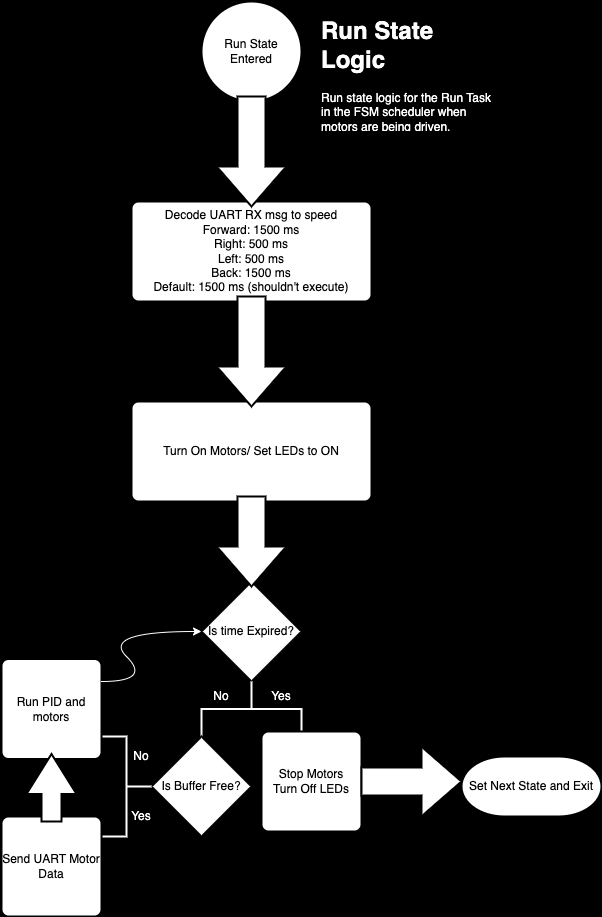 Run State
Entered
Run State
Logic
Run state logic for the Run Task
in the FSM scheduler when
motors are being driven.
Decode UART RX msg to speed
Forward: 1500 ms
Right: 500 ms
Left: 500 ms
Back: 1500 ms
Default: 1500 ms (shouldn't execute)
Turn On Motors/ Set LEDs to ON
Is time Expired?
No
Yes
Run PID and
motors
No
Is Buffer Free?
Yes
Stop Motors
Turn Off LEDs
Set Next State and Exit
Send UART Motor
Data